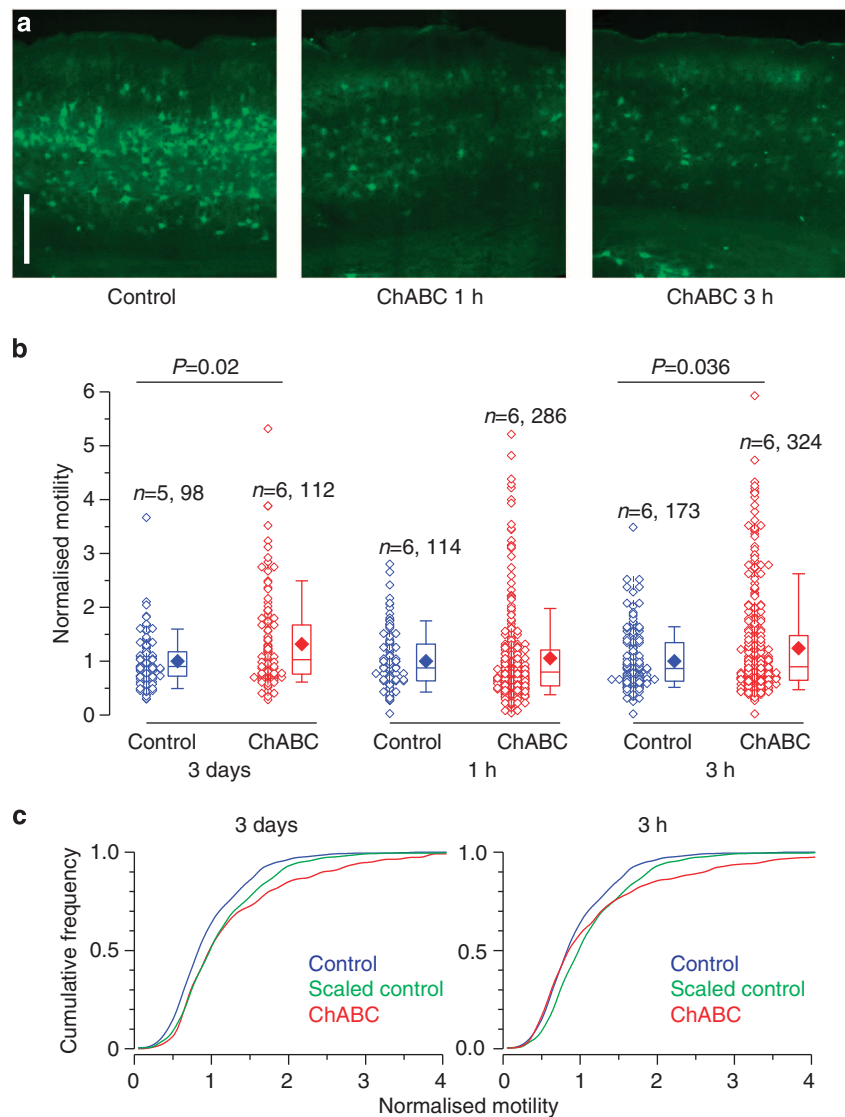 a
Control
ChABC 1 h
ChABC 3 h
b
P=0.02
P=0.036
Normalised motility
6
5
4
3
2
1
0
n=5, 98
n=6, 112
n=6, 114
n=6, 286
n=6, 173
n=6, 324
Control
ChABC
Control
ChABC
Control
ChABC
3 days
1 h
3 h
c
3 days
3 h
Cumulative frequency
1.0
0.5
0
Control
Scaled control
ChABC
0
1
2
3
4
1.0
0.5
0.0
Control
Scaled control
ChABC
0
1
2
3
4
Normalised motility